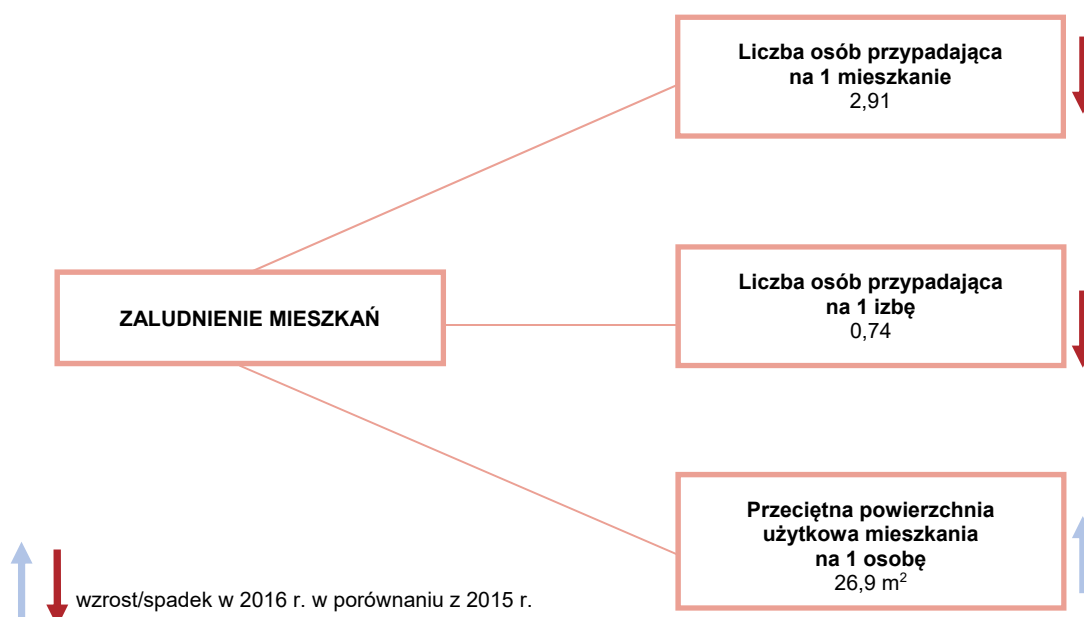 Liczba osób przypadająca
na 1 mieszkanie
2,91
Liczba osób przypadająca
na 1 izbę
0,74
ZALUDNIENIE MIESZKAŃ
Przeciętna powierzchnia
użytkowa mieszkania
na 1 osobę
26,9 m²
wzrost/spadek w 2016 r. w porównaniu z 2015 r.